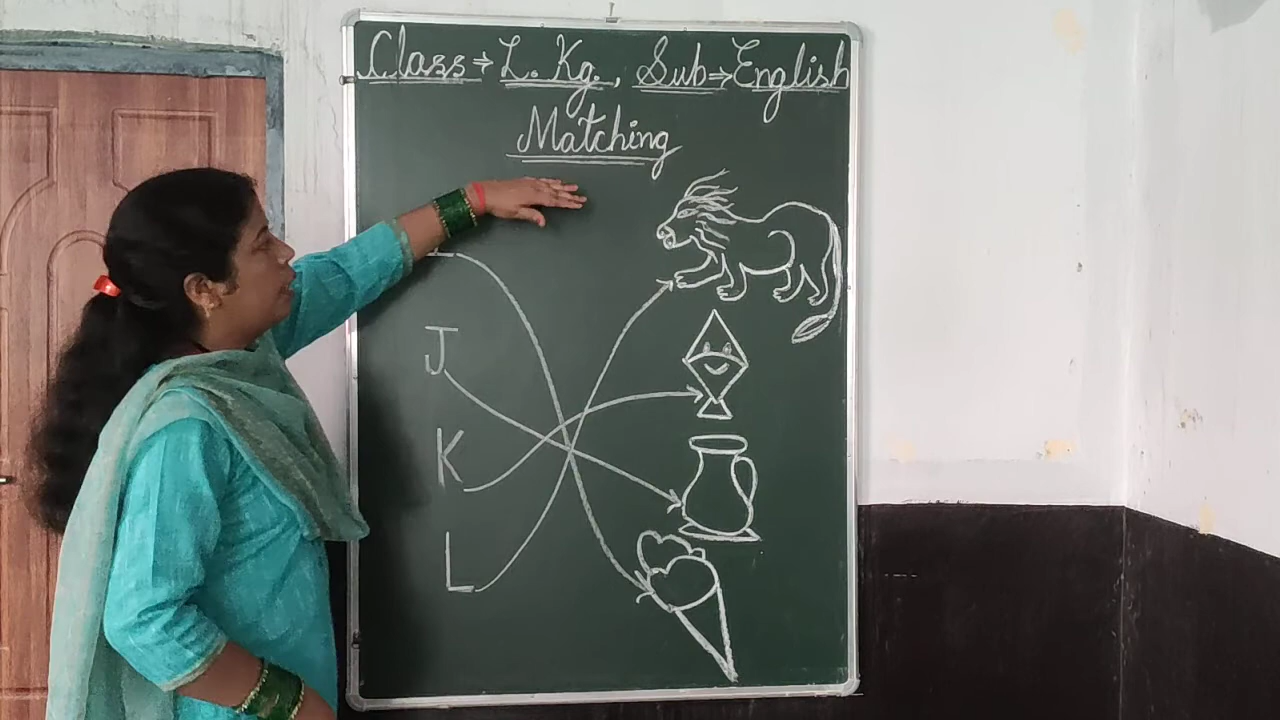 Class → L. Kg., Sub ⇒ English
Matching
I
J
K
L